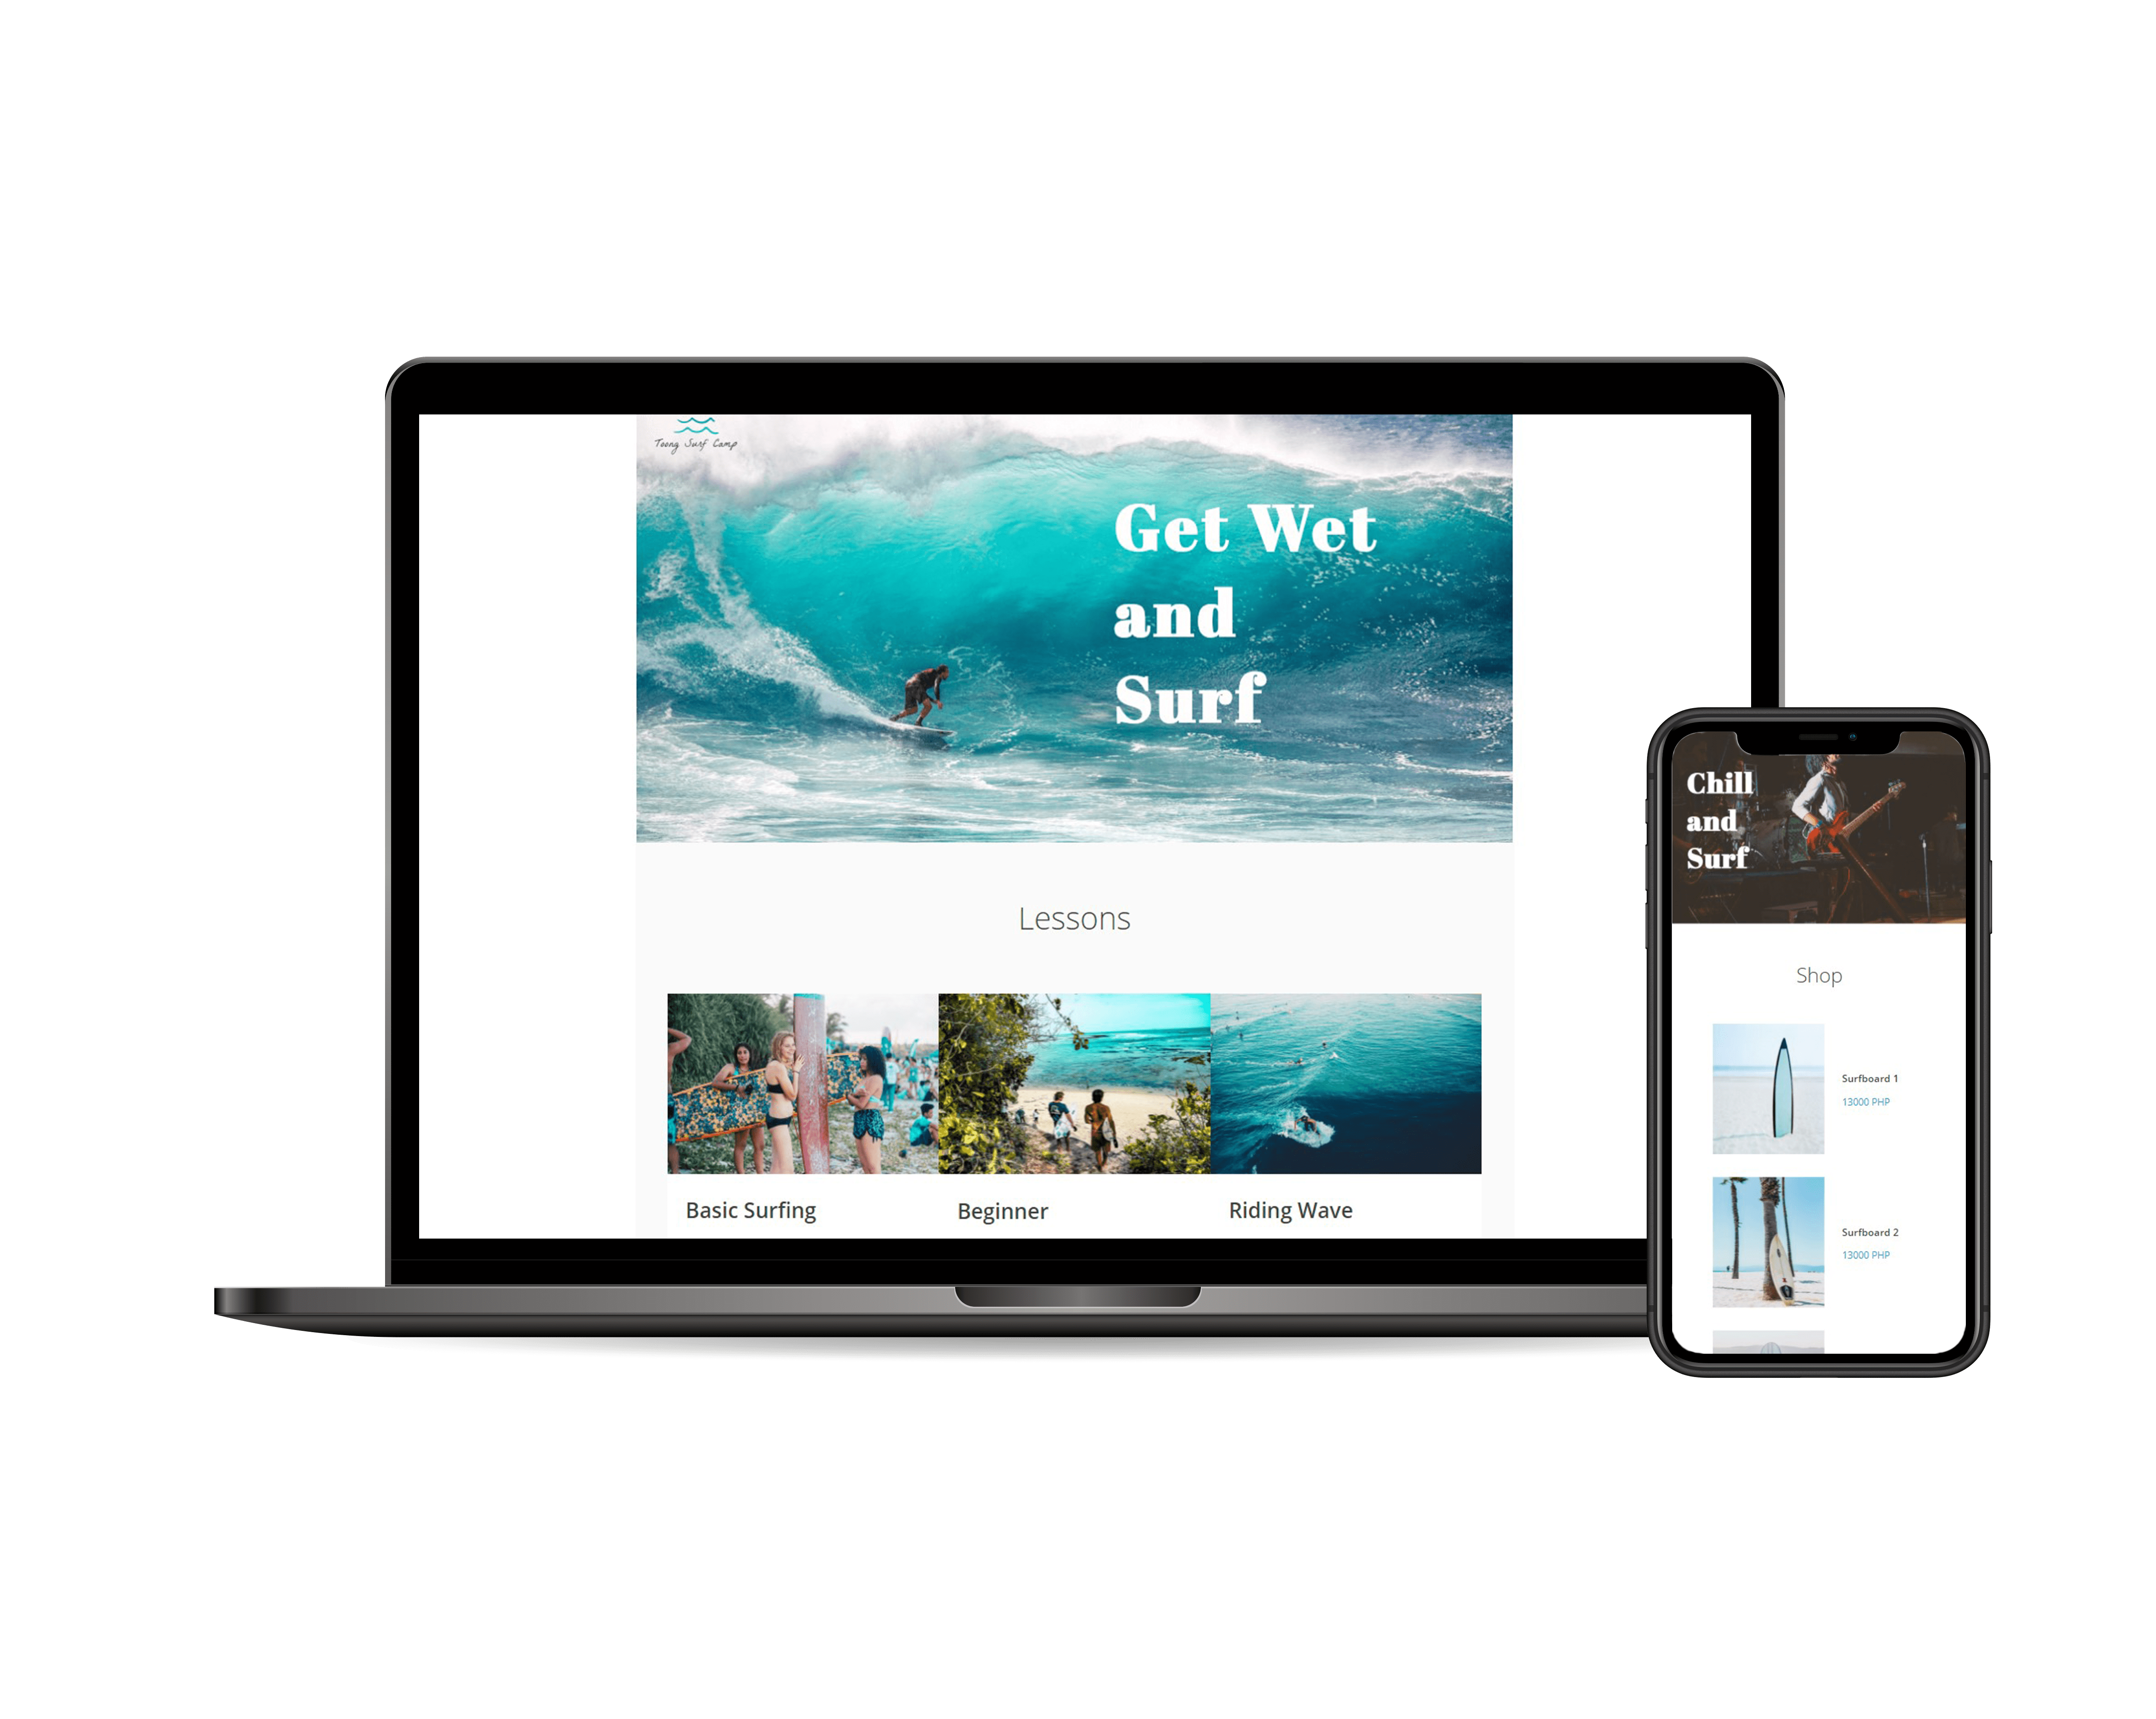 Teeng Surf Camp
Get Wet
and
Surf
Lessons
Basic Surfing
Beginner
Riding Wave
Chill
and
Surf
Shop
Surfboard 1
13000 PHP
Surfboard 2
13000 PHP